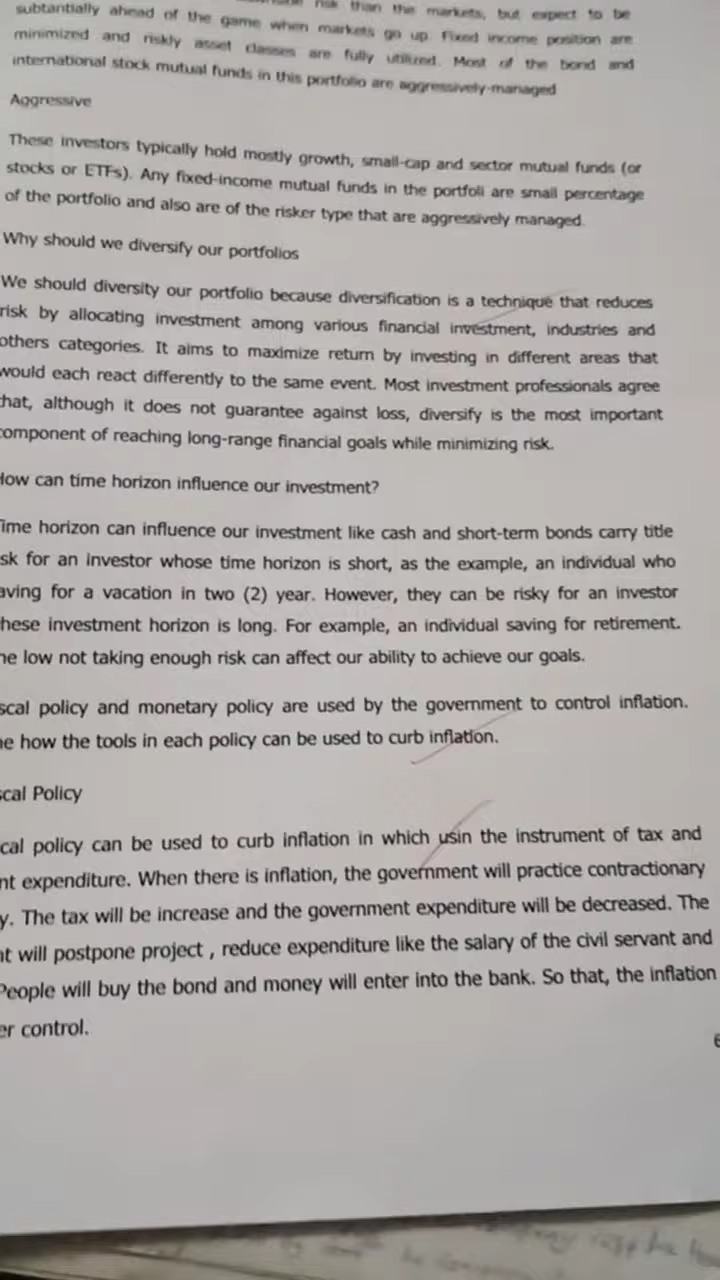 risk than the markets, but expect to be
subtantially ahead of the game when markets go up. Fixed income position are
minimized and riskly asset classes are fully utilized. Most of the bond and
international stock mutual funds in this portfolio are aggressively-managed
Aggressive
These investors typically hold mostly growth, small-cap and sector mutual funds (or
stocks or ETFs). Any fixed-income mutual funds in the portfoli are small percentage
of the portfolio and also are of the risker type that are aggressively managed.
Why should we diversify our portfolios
We should diversity our portfolio because diversification is a technique that reduces
risk by allocating investment among various financial investment, industries and
others categories. It aims to maximize return by investing in different areas that
would each react differently to the same event. Most investment professionals agree
that, although it does not guarantee against loss, diversify is the most important
component of reaching long-range financial goals while minimizing risk.
How can time horizon influence our investment?
Time horizon can influence our investment like cash and short-term bonds carry title
sk for an investor whose time horizon is short, as the example, an individual who
aving for a vacation in two (2) year. However, they can be risky for an investor
hese investment horizon is long. For example, an individual saving for retirement.
he low not taking enough risk can affect our ability to achieve our goals.
scal policy and monetary policy are used by the government to control inflation.
e how the tools in each policy can be used to curb inflation.
scal Policy
cal policy can be used to curb inflation in which usin the instrument of tax and
nt expenditure. When there is inflation, the government will practice contractionary
y. The tax will be increase and the government expenditure will be decreased. The
nt will postpone project , reduce expenditure like the salary of the civil servant and
People will buy the bond and money will enter into the bank. So that, the inflation
er control.